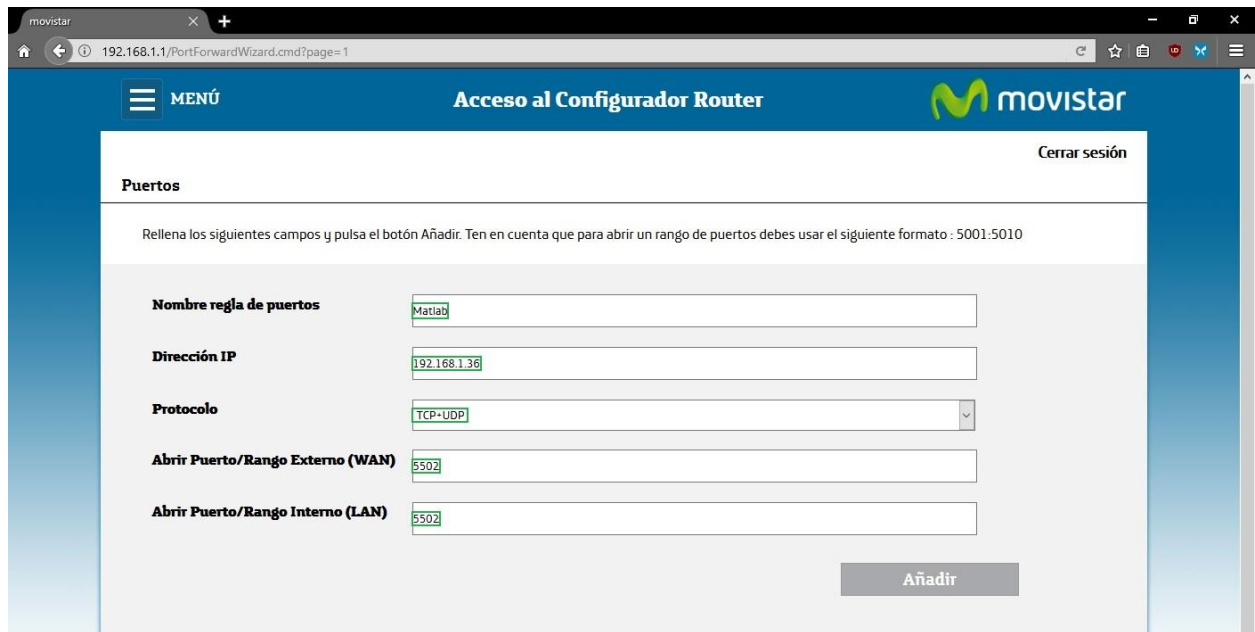 movistar
192.168.1.1/PortForwardWizard.cmd?page=1
MENÚ
Acceso al Configurador Router
movistar
Cerrar sesión
Puertos
Rellena los siguientes campos y pulsa el botón Añadir. Ten en cuenta que para abrir un rango de puertos debes usar el siguiente formato : 5001:5010
Nombre regla de puertos
Matlab
Dirección IP
192.168.1.36
Protocolo
TCP+UDP
Abrir Puerto/Rango Externo (WAN)
5502
Abrir Puerto/Rango Interno (LAN)
5502
Añadir